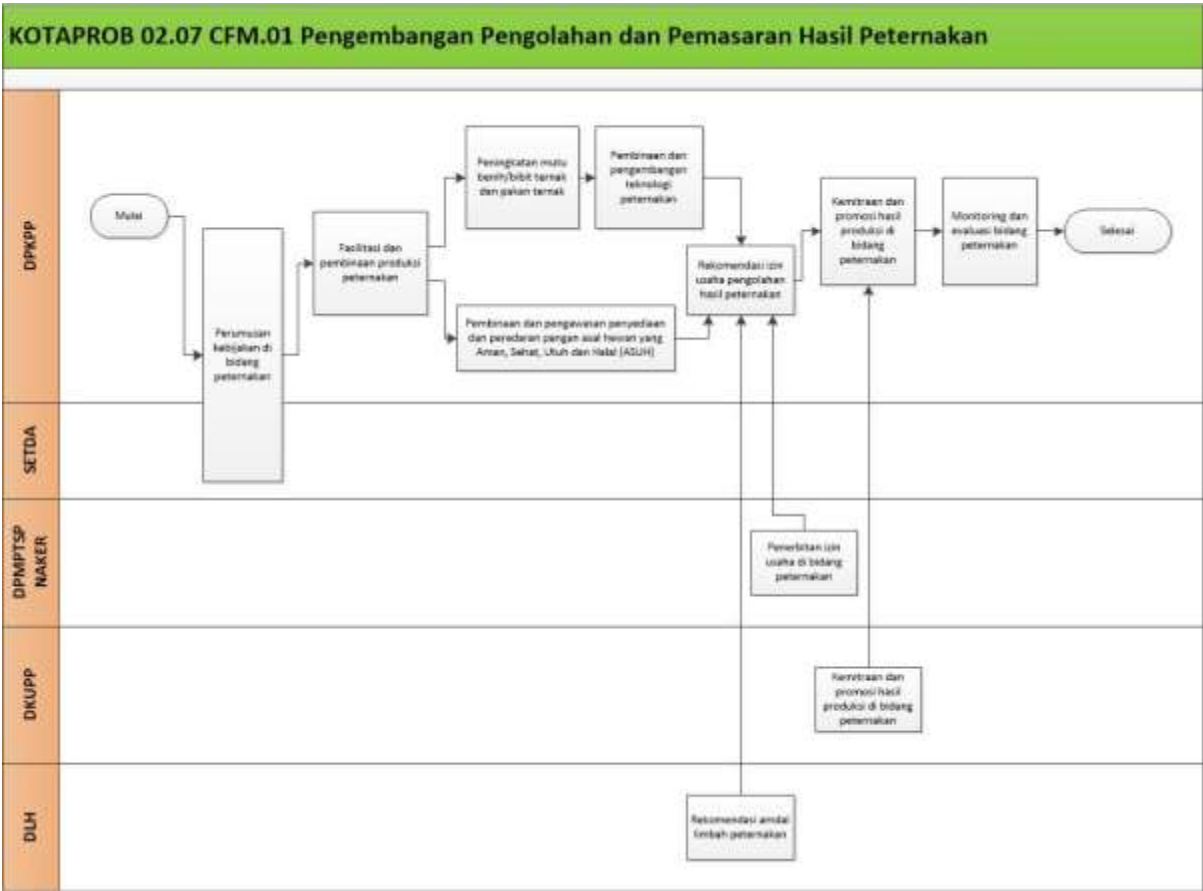 KOTAPROB 02.07 CFM.01 Pengembangan Pengolahan dan Pemasaran Hasil Peternakan
DPKPP
Mulai
Perumusan
kebijakan di
bidang
peternakan
Fasilitasi dan
pembinaan produksi
peternakan
Peningkatan mutu
benih/bibit ternak
dan pakan ternak
Pembinaan dan
pengembangan
teknologi
peternakan
Pembinaan dan pengawasan penyediaan
dan peredaran pangan asal hewan yang
Aman, Sehat, Utuh dan Halal (ASUH)
Rekomendasi izin
usaha pengolahan
hasil peternakan
Kemitraan dan
promosi hasil
produksi di
bidang
peternakan
Monitoring dan
evaluasi bidang
peternakan
Selesai
SETDA
DPMPTSP
NAKER
Penerbitan izin
usaha di bidang
peternakan
DKUPP
Kemitraan dan
promosi hasil
produksi di bidang
peternakan
DLH
Rekomendasi amdal
limbah peternakan